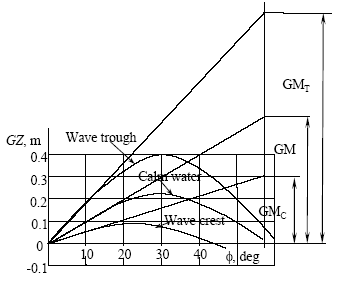 GM_T
Wave trough
GZ, m
GM
0.4
Calm water
0.3
0.2
Wave crest
GM_C
0.1
0
10
20
30
40
ϕ, deg
-0.1